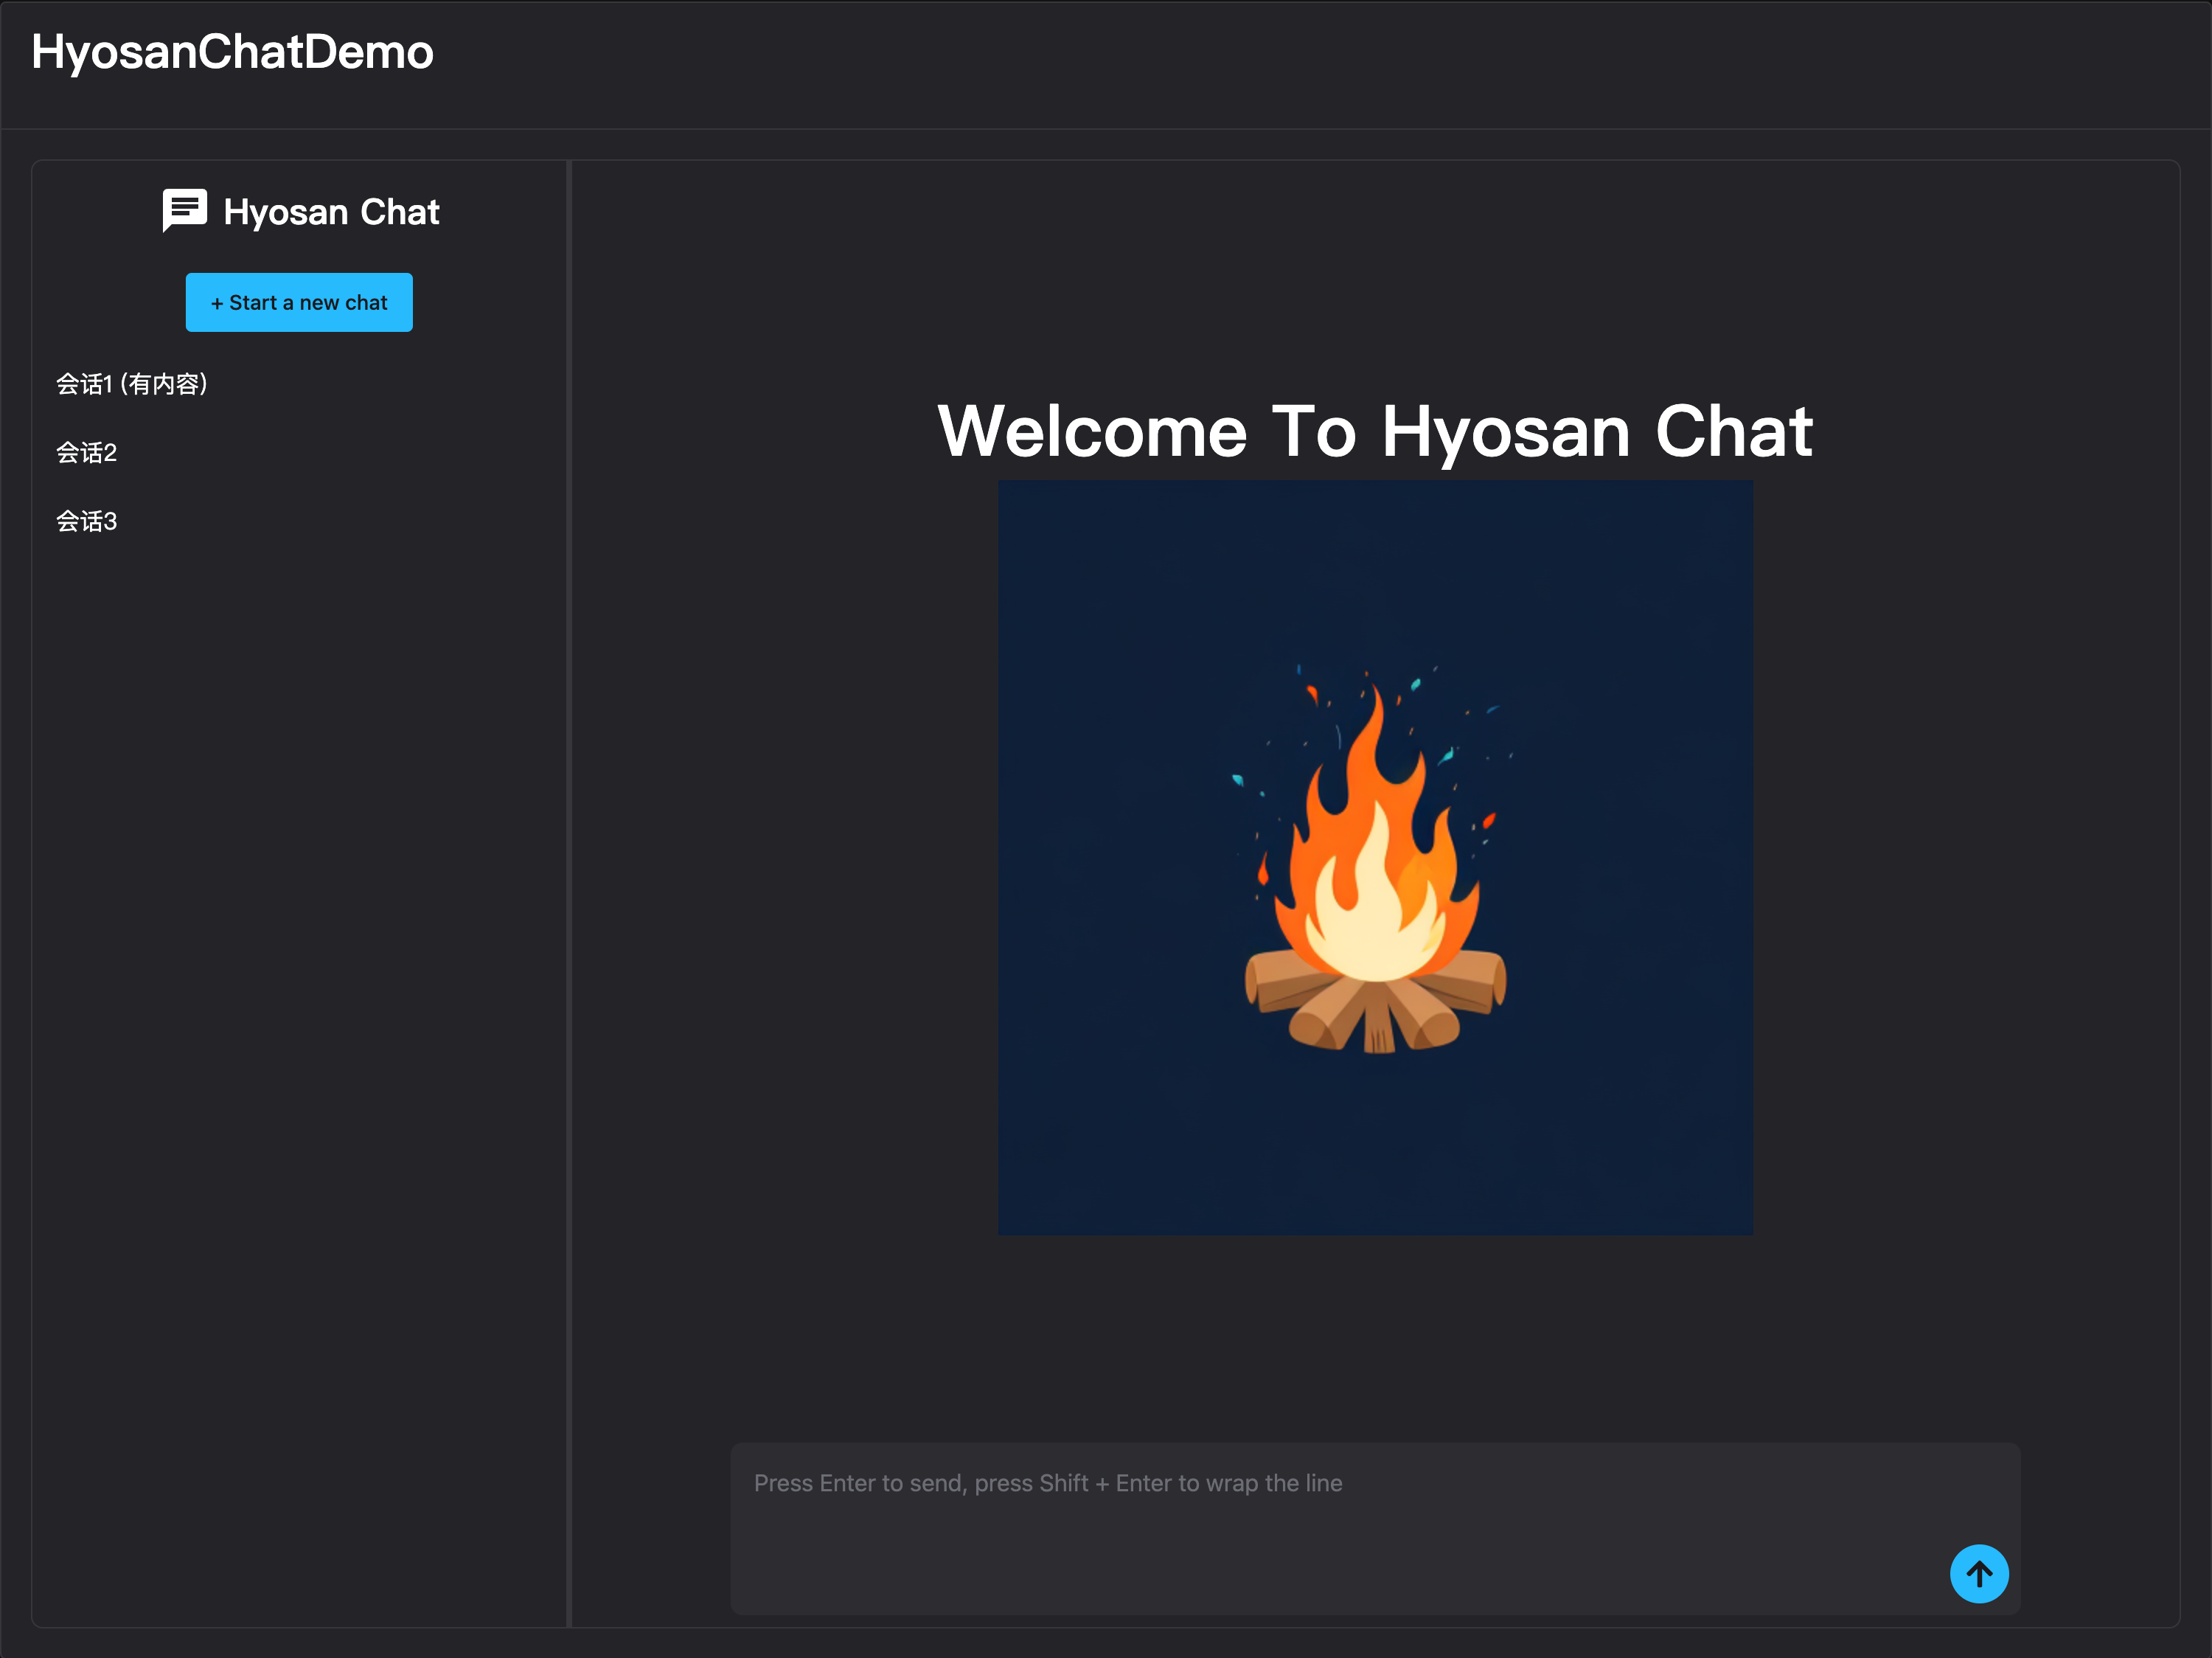 HyosanChatDemo
Hyosan Chat
+ Start a new chat
会话1 (有内容)
会话2
会话3
Welcome To Hyosan Chat
Press Enter to send, press Shift + Enter to wrap the line